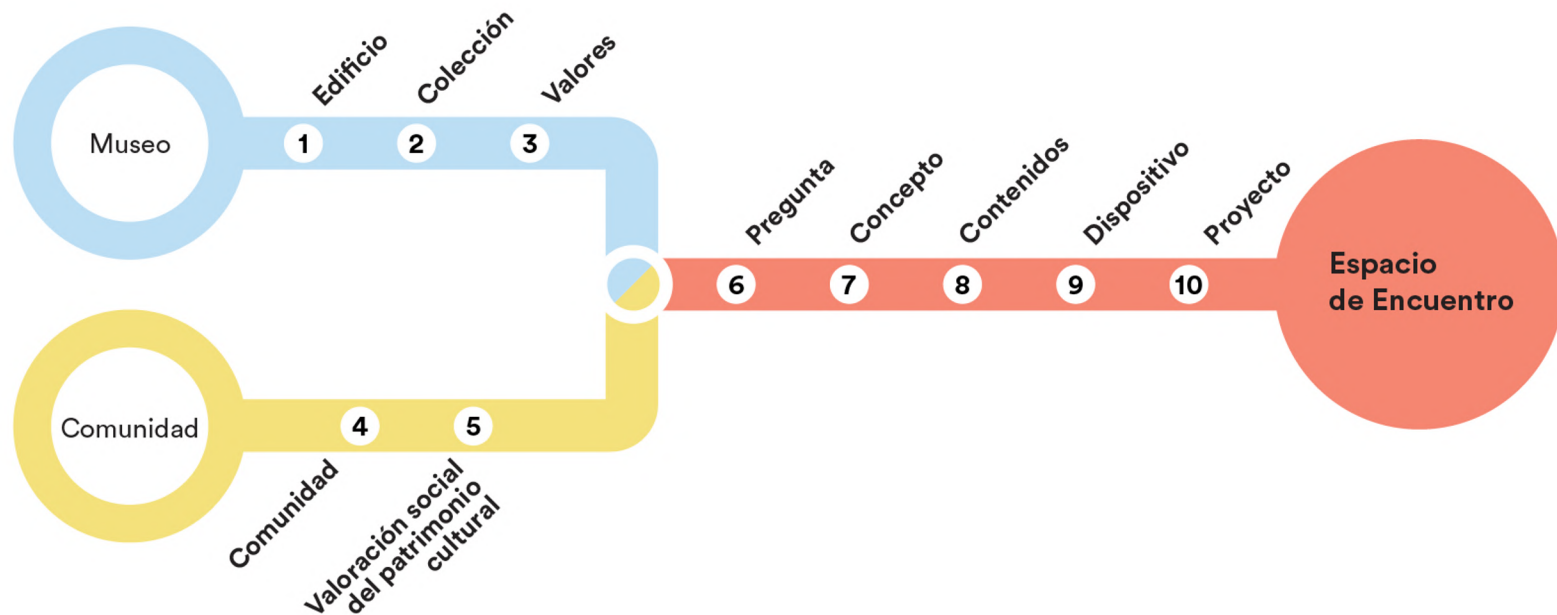 Museo
Edificio
Colección
Valores
1
2
3
Comunidad
4
5
Comunidad
Valoración social
del patrimonio
cultural
Pregunta
Concepto
Contenidos
Dispositivo
Proyecto
6
7
8
9
10
Espacio
de Encuentro